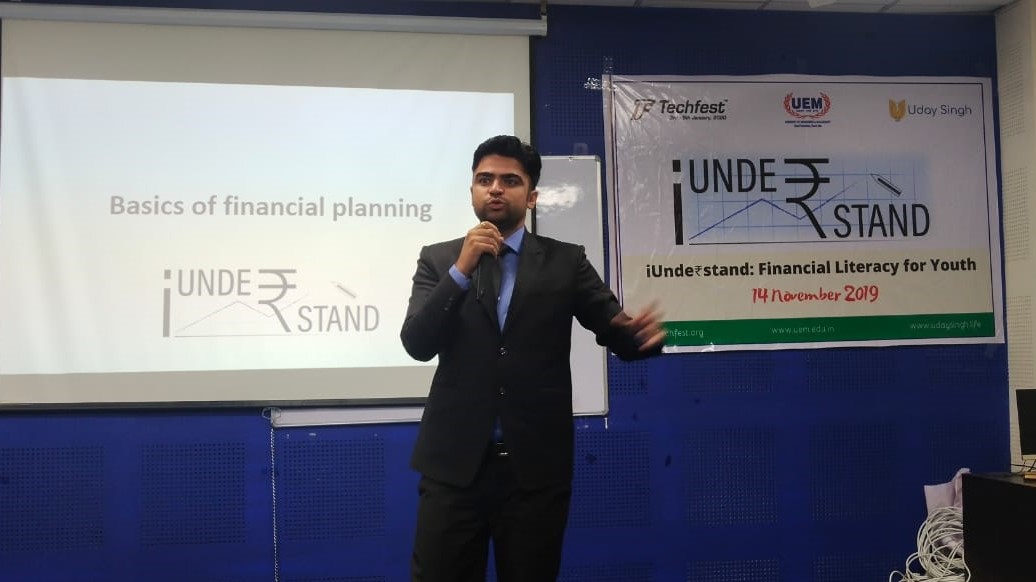 Basics of financial planning
iUNDE₹STAND
Techfest
UEM
Uday Singh
iUNDE₹STAND
iUnde₹stand: Financial Literacy for Youth
14 November 2019
www.uem.edu.in
www.udaysingh.life